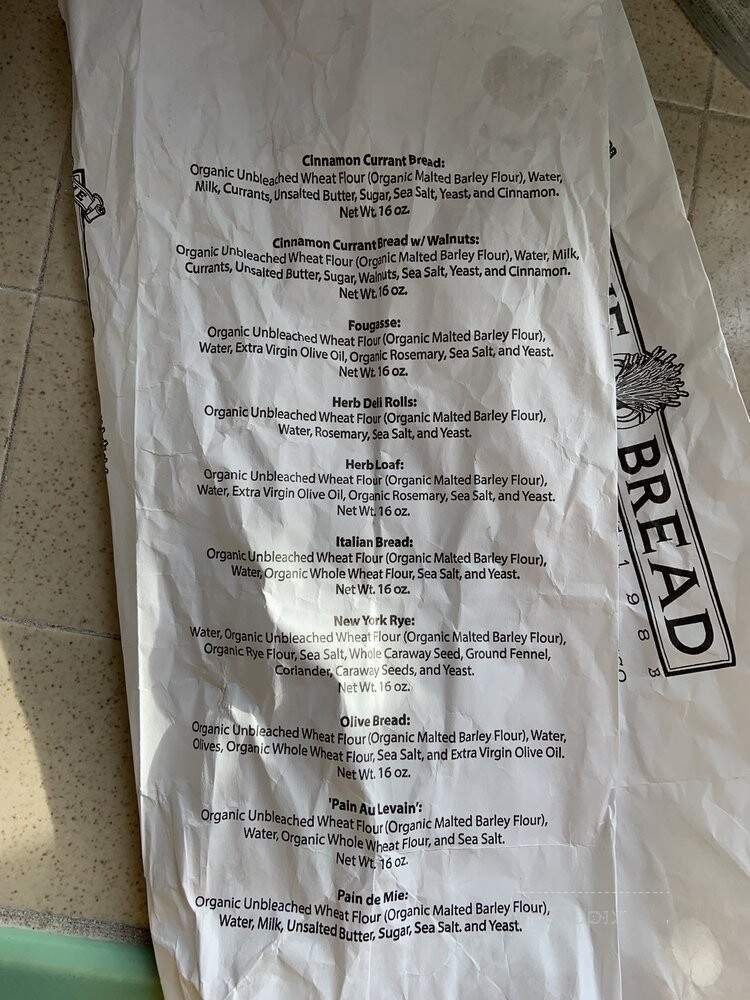 Cinnamon Currant Bread:
Organic Unbleached Wheat Flour (Organic Malted Barley Flour), Water,
Milk, Currants, Unsalted Butter, Sugar, Sea Salt, Yeast, and Cinnamon.
Net Wt. 16 oz.
Cinnamon Currant Bread w/ Walnuts:
Organic Unbleached Wheat Flour (Organic Malted Barley Flour), Water, Milk,
Currants, Unsalted Butter, Sugar, Walnuts, Sea Salt, Yeast, and Cinnamon.
Net Wt. 16 oz.
Fougasse:
Organic Unbleached Wheat Flour (Organic Malted Barley Flour),
Water, Extra Virgin Olive Oil, Organic Rosemary, Sea Salt, and Yeast.
Net Wt. 16 oz.
Herb Deli Rolls:
Organic Unbleached Wheat Flour (Organic Malted Barley Flour),
Water, Rosemary, Sea Salt, and Yeast.
Herb Loaf:
Organic Unbleached Wheat Flour (Organic Malted Barley Flour),
Water, Extra Virgin Olive Oil, Organic Rosemary, Sea Salt, and Yeast.
Net Wt. 16 oz.
Italian Bread:
Organic Unbleached Wheat Flour (Organic Malted Barley Flour),
Water, Organic Whole Wheat Flour, Sea Salt, and Yeast.
Net Wt. 16 oz.
New York Rye:
Water, Organic Unbleached Wheat Flour (Organic Malted Barley Flour),
Organic Rye Flour, Sea Salt, Whole Caraway Seed, Ground Fennel,
Coriander, Caraway Seeds, and Yeast.
Net Wt. 16 oz.
Olive Bread:
Organic Unbleached Wheat Flour (Organic Malted Barley Flour), Water,
Olives, Organic Whole Wheat Flour, Sea Salt, and Extra Virgin Olive Oil.
Net Wt. 16 oz.
'Pain Au Levain':
Organic Unbleached Wheat Flour (Organic Malted Barley Flour),
Water, Organic Whole Wheat Flour, and Sea Salt.
Net Wt. 16 oz.
Pain de Mie:
Organic Unbleached Wheat Flour (Organic Malted Barley Flour),
Water, Milk, Unsalted Butter, Sugar, Sea Salt. and Yeast.
BREAD
1983